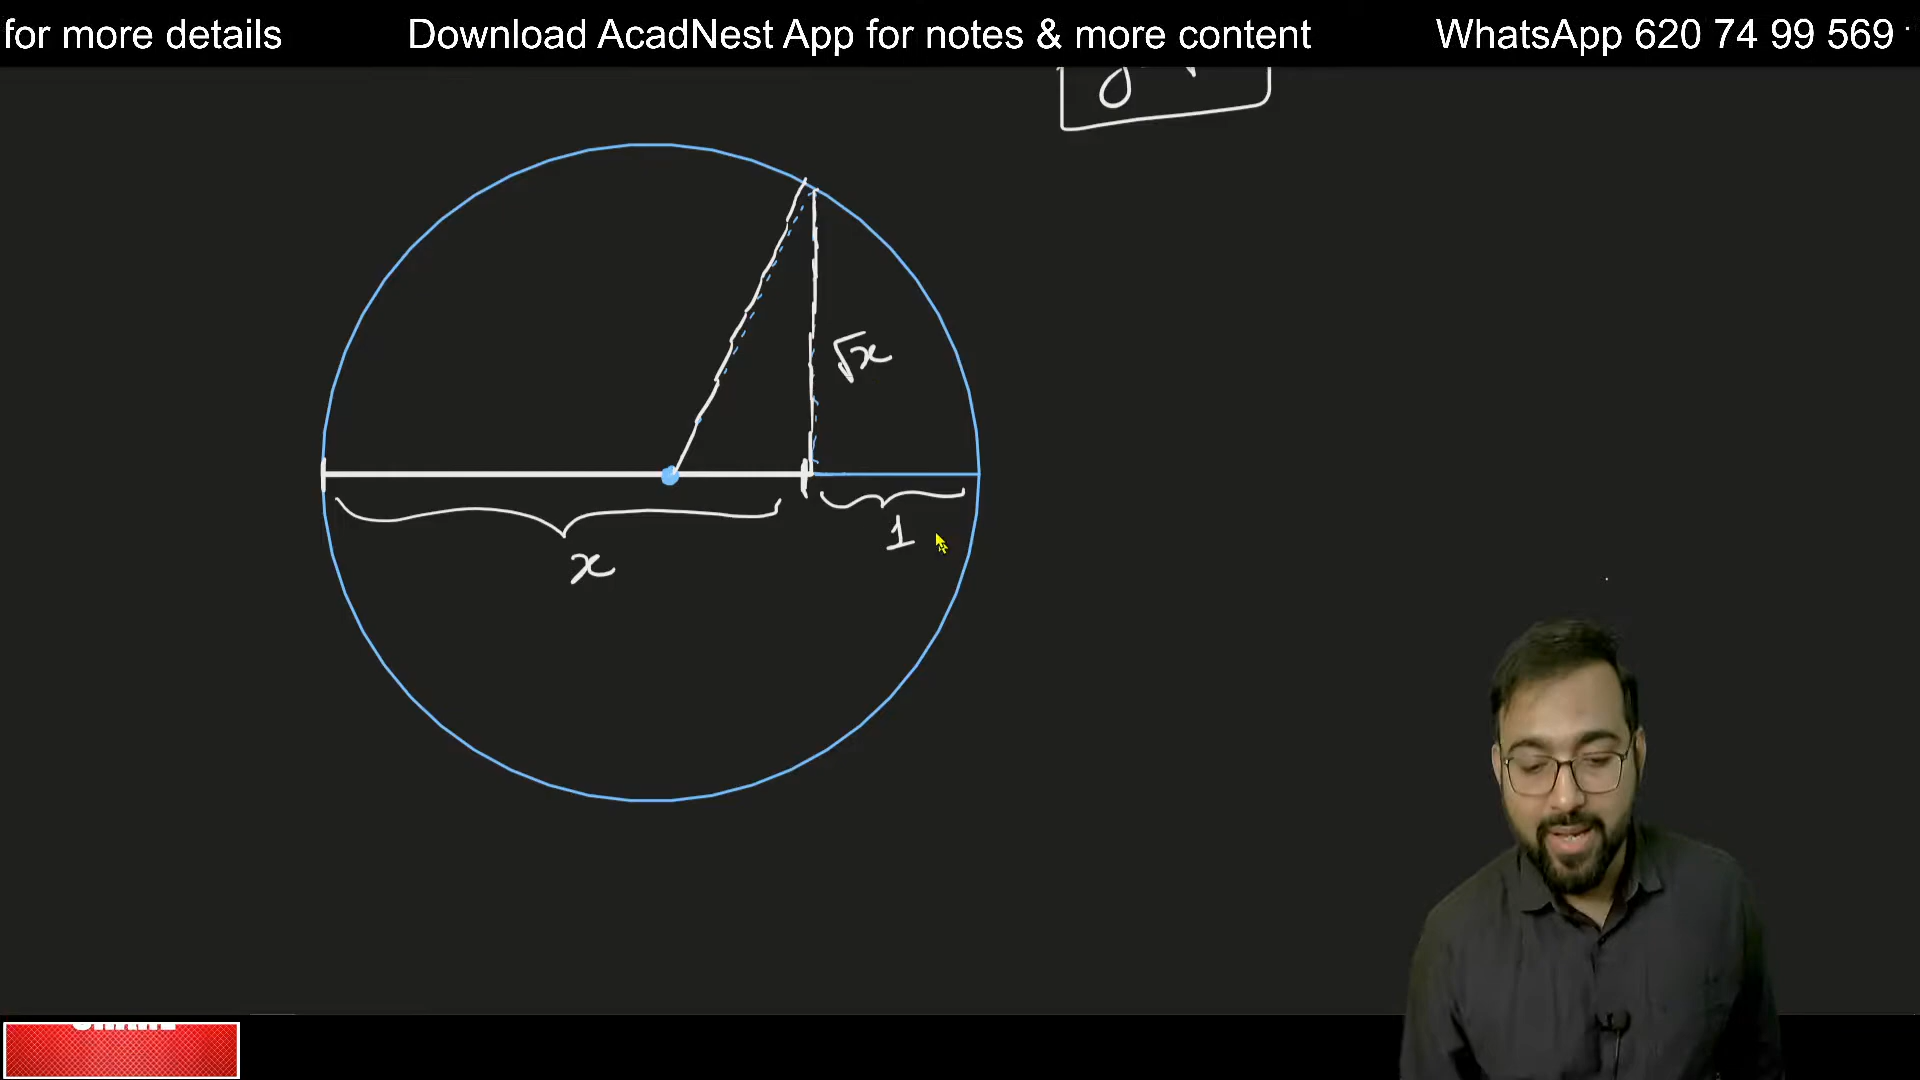 for more details Download AcadNest App for notes & more content WhatsApp 620 74 99 569
√x
x
1